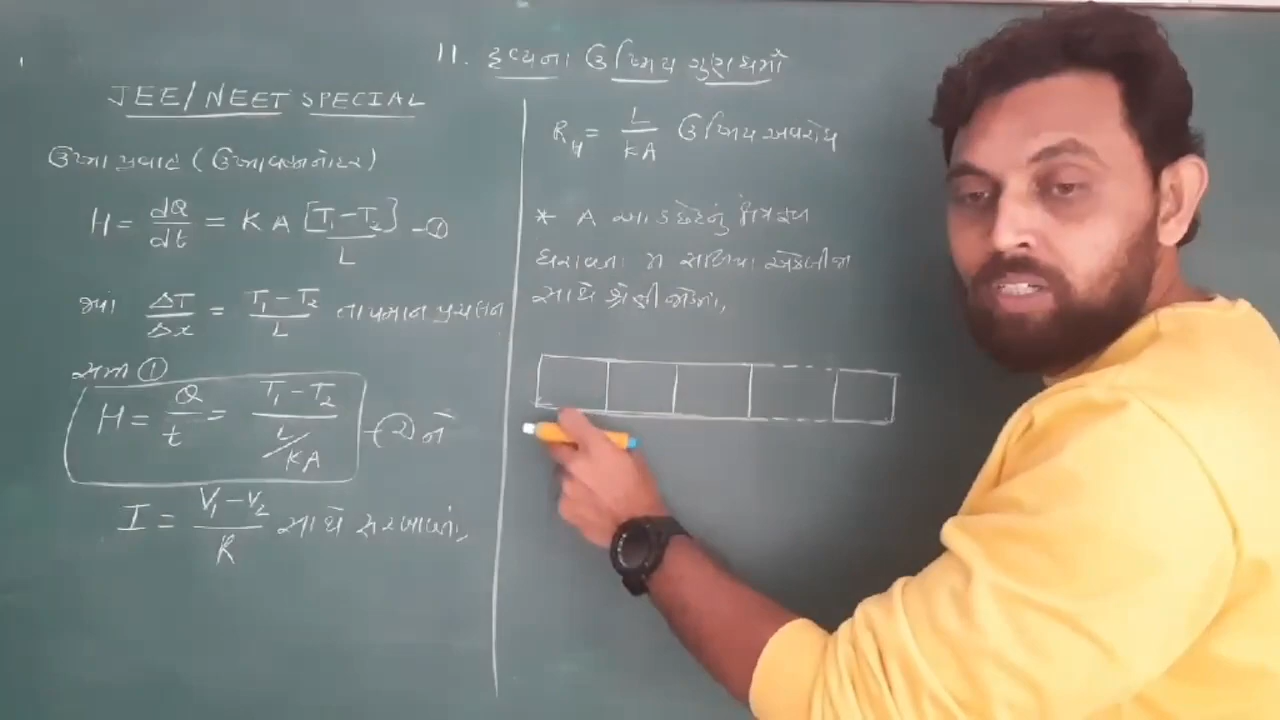 JEE/NEET SPECIAL
ઉષ્મા પ્રવાહ (ઉષ્માવહનનો દર)
H = dQ/dt = KA [T₁-T₂]/L -①
જ્યાં ΔT/Δx = T₁-T₂/L તાપમાન પ્રચલન
સમી ①
H = Q/t = T₁-T₂/(L/KA) -② ને
I = V₁-V₂/R સાથે સરખાવતાં,
11. દ્રવ્યના ઉષ્મીય ગુણધર્મો
R_H = L/KA ઉષ્મીય અવરોધ
* A આડછેદનું ક્ષેત્રફળ
ધરાવતા n સળિયા એકબીજા
સાથે શ્રેણી જોડતાં,